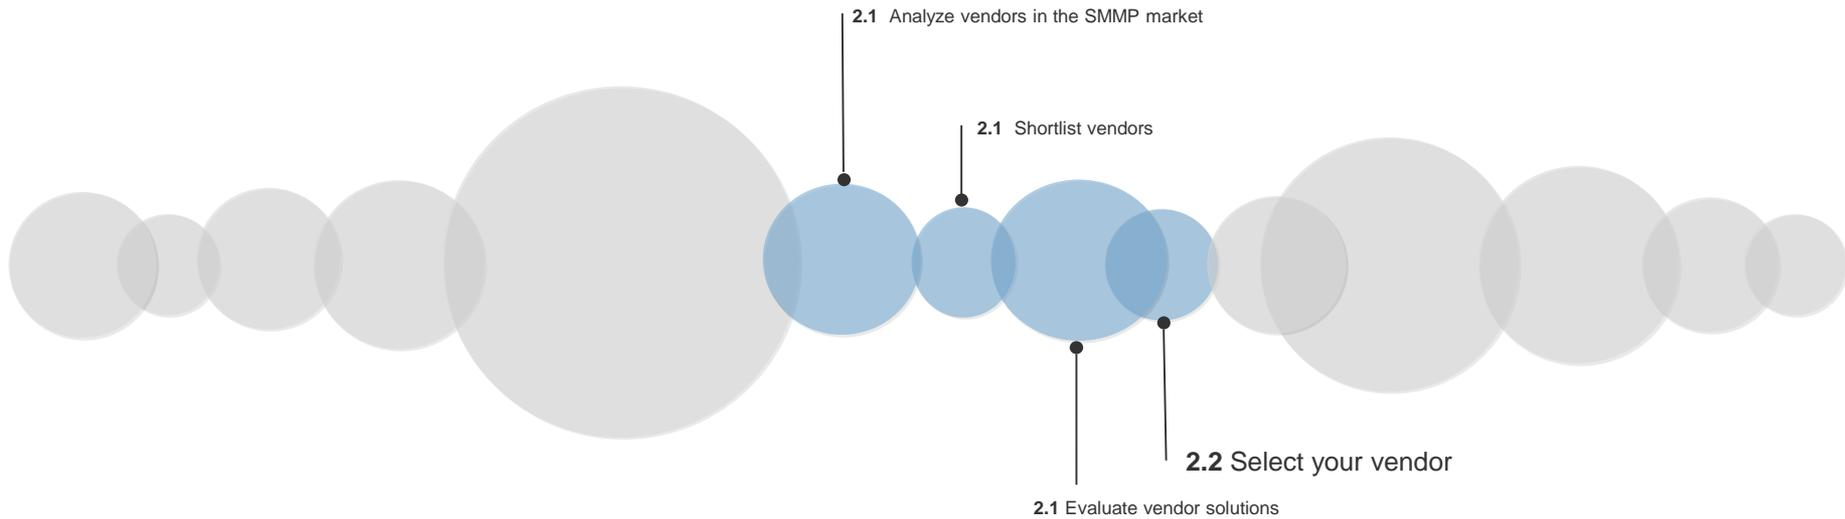 2.1 Analyze vendors in the SMMP market
2.1 Shortlist vendors
2.2 Select your vendor
2.1 Evaluate vendor solutions